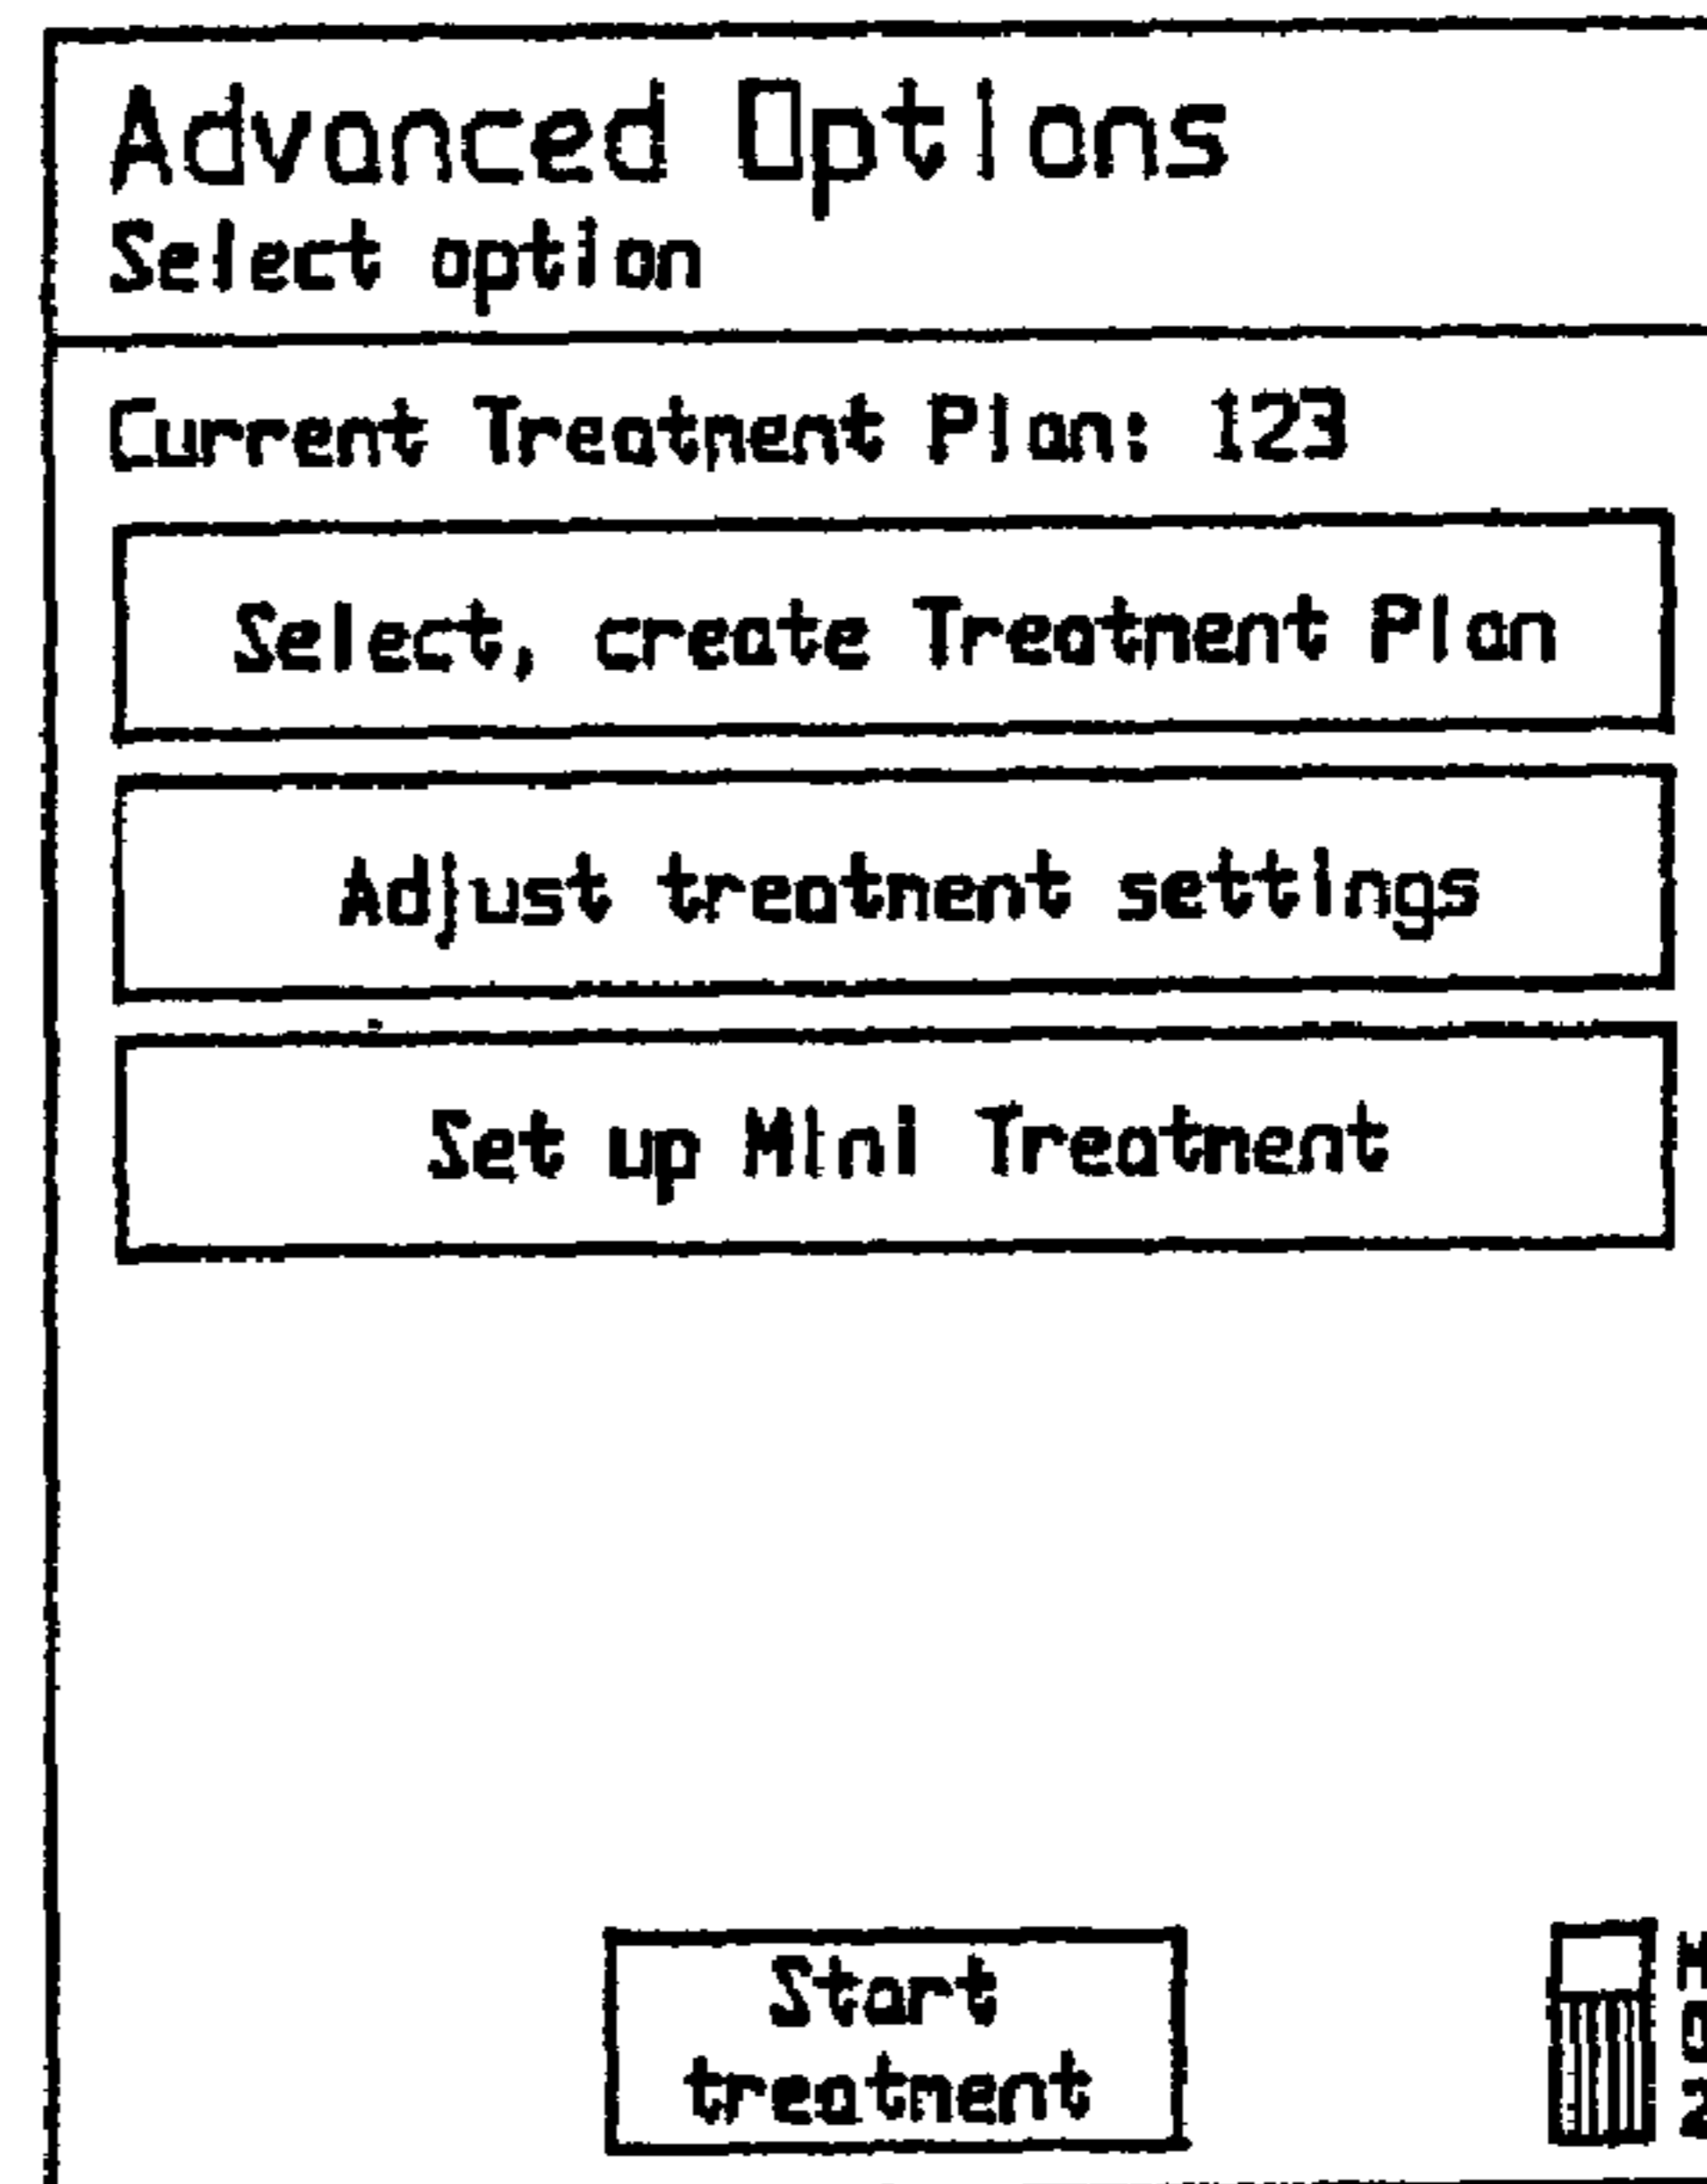 Advanced Options
Select option
Current Treatment Plan: 123
Select, create Treatment Plan
Adjust treatment settings
Set up Mini Treatment
Start
treatment